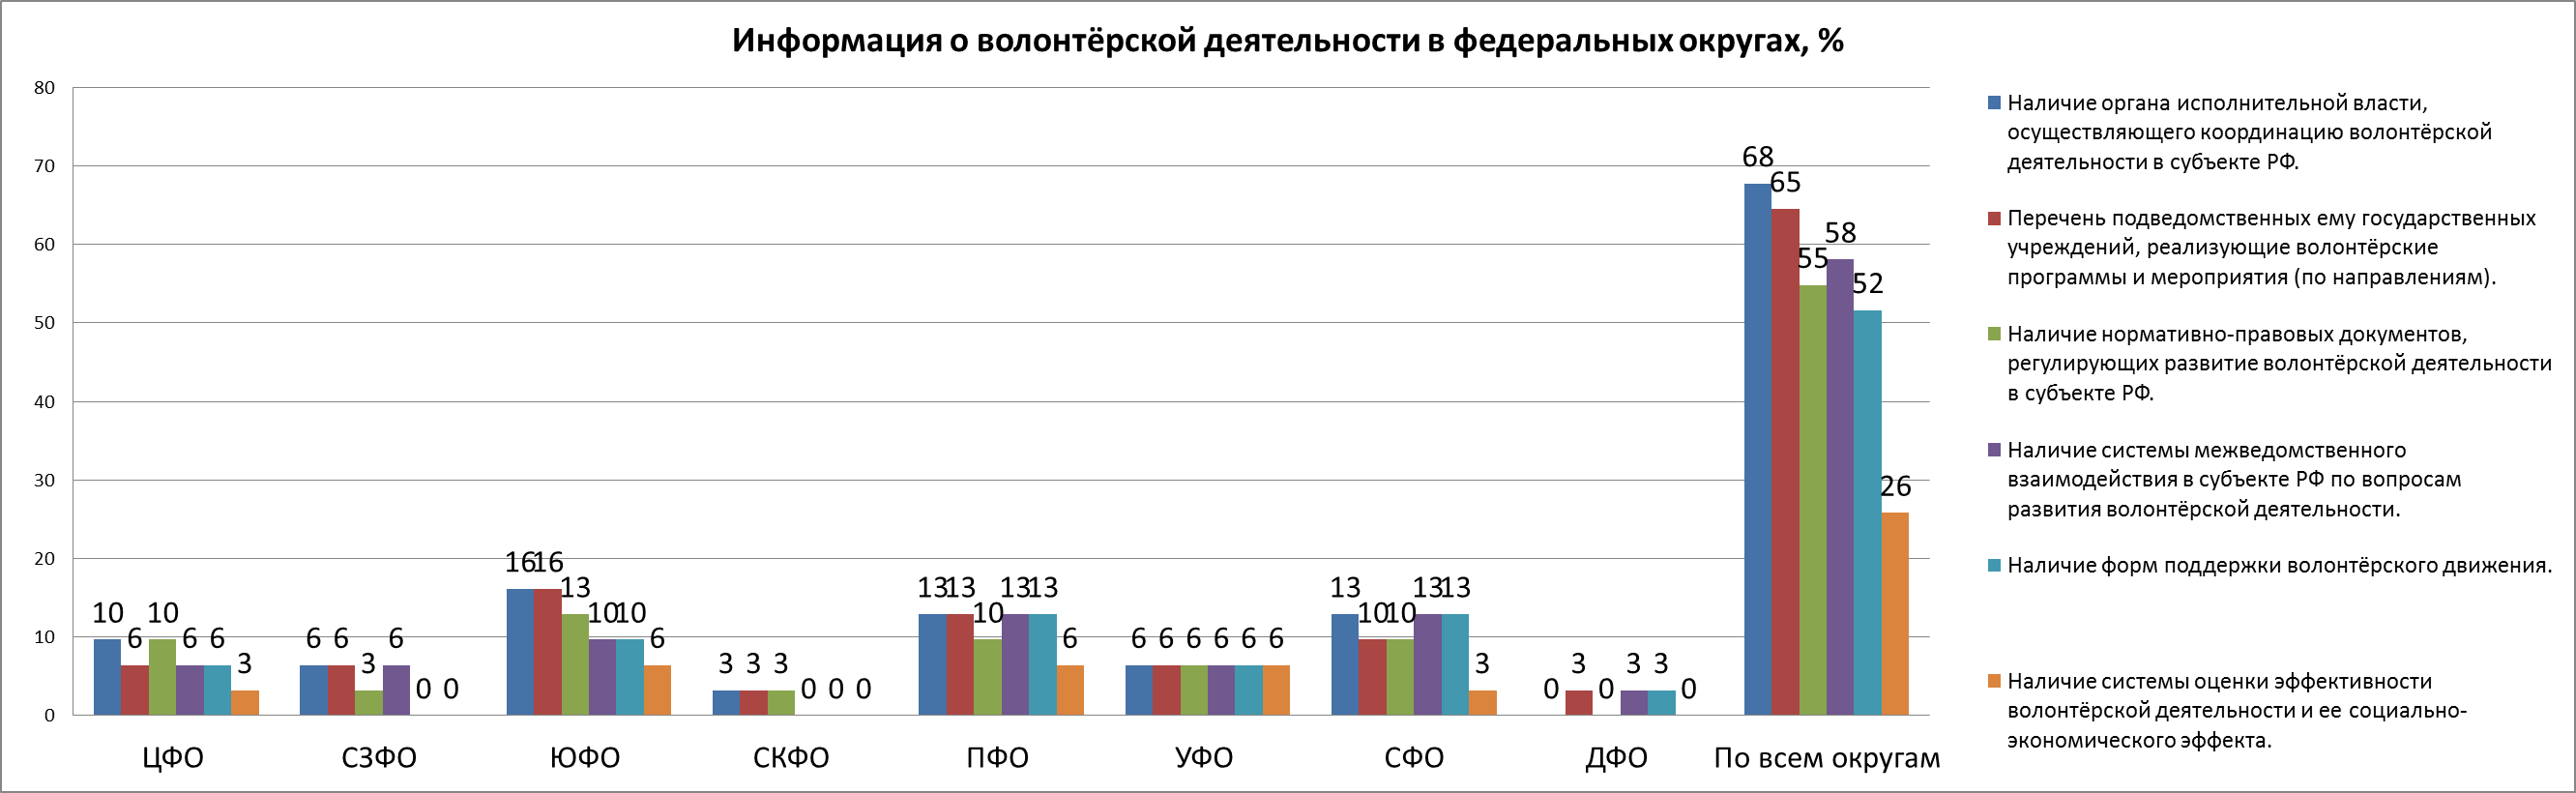 Информация о волонтёрской деятельности в федеральных округах, %
80
70
60
50
40
30
20
10
0
10 6 10 6 6 3
6 6 3 6 0 0
16 16 13 10 10 6
3 3 3 0 0 0
13 13 10 13 13 6
6 6 6 6 6 6
13 10 10 13 13 3
0 3 0 3 3 0
68 65 55 58 52 26
ЦФО СЗФО ЮФО СКФО ПФО УФО СФО ДФО По всем округам
Наличие органа исполнительной власти,
осуществляющего координацию волонтёрской
деятельности в субъекте РФ.
Перечень подведомственных ему государственных
учреждений, реализующие волонтёрские
программы и мероприятия (по направлениям).
Наличие нормативно-правовых документов,
регулирующих развитие волонтёрской деятельности
в субъекте РФ.
Наличие системы межведомственного
взаимодействия в субъекте РФ по вопросам
развития волонтёрской деятельности.
Наличие форм поддержки волонтёрского движения.
Наличие системы оценки эффективности
волонтёрской деятельности и ее социально-
экономического эффекта.